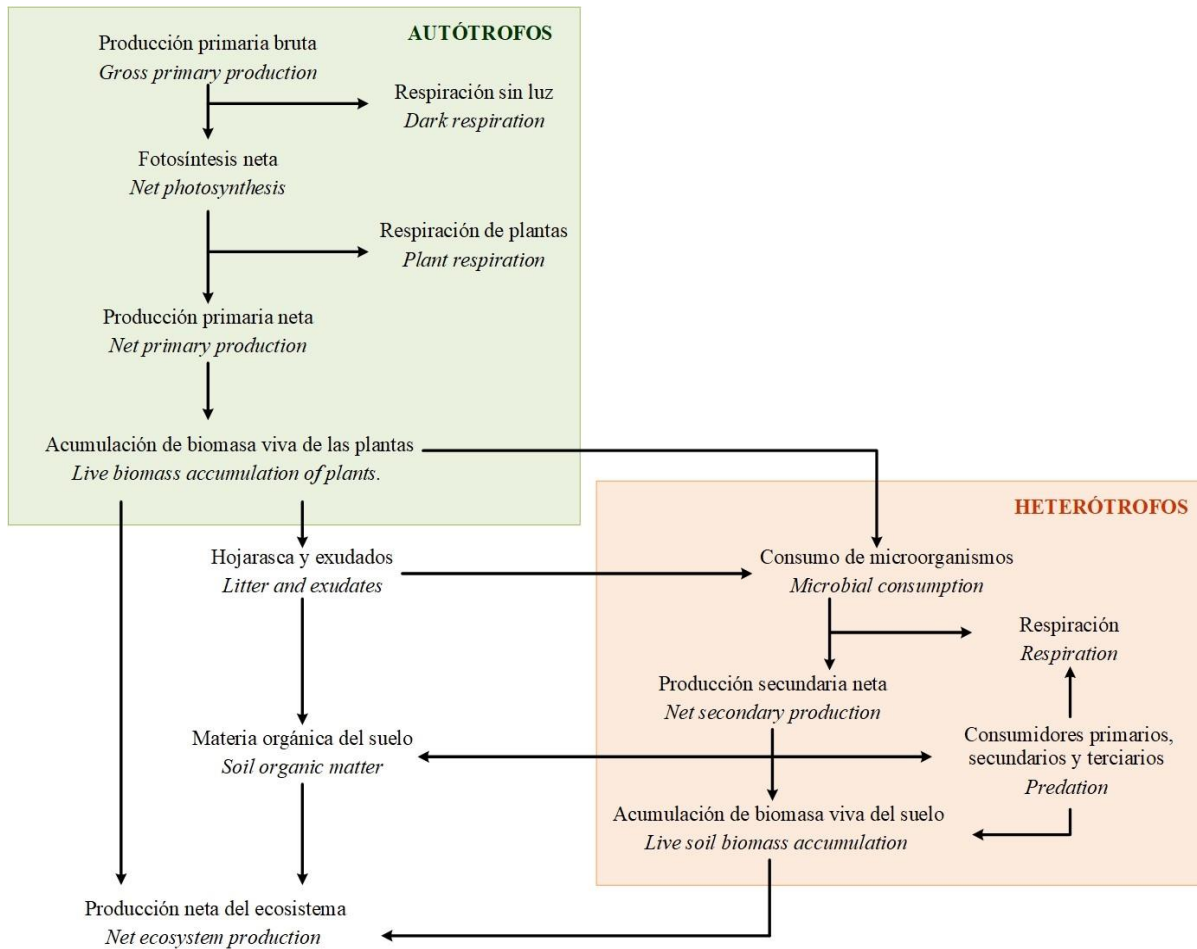 AUTÓTROFOS
Producción primaria bruta
Gross primary production
Respiración sin luz
Dark respiration
Fotosíntesis neta
Net photosynthesis
Respiración de plantas
Plant respiration
Producción primaria neta
Net primary production
Acumulación de biomasa viva de las plantas
Live biomass accumulation of plants.
HETERÓTROFOS
Hojarasca y exudados
Litter and exudates
Consumo de microorganismos
Microbial consumption
Respiración
Respiration
Producción secundaria neta
Net secondary production
Materia orgánica del suelo
Soil organic matter
Consumidores primarios,
secundarios y terciarios
Predation
Acumulación de biomasa viva del suelo
Live soil biomass accumulation
Producción neta del ecosistema
Net ecosystem production